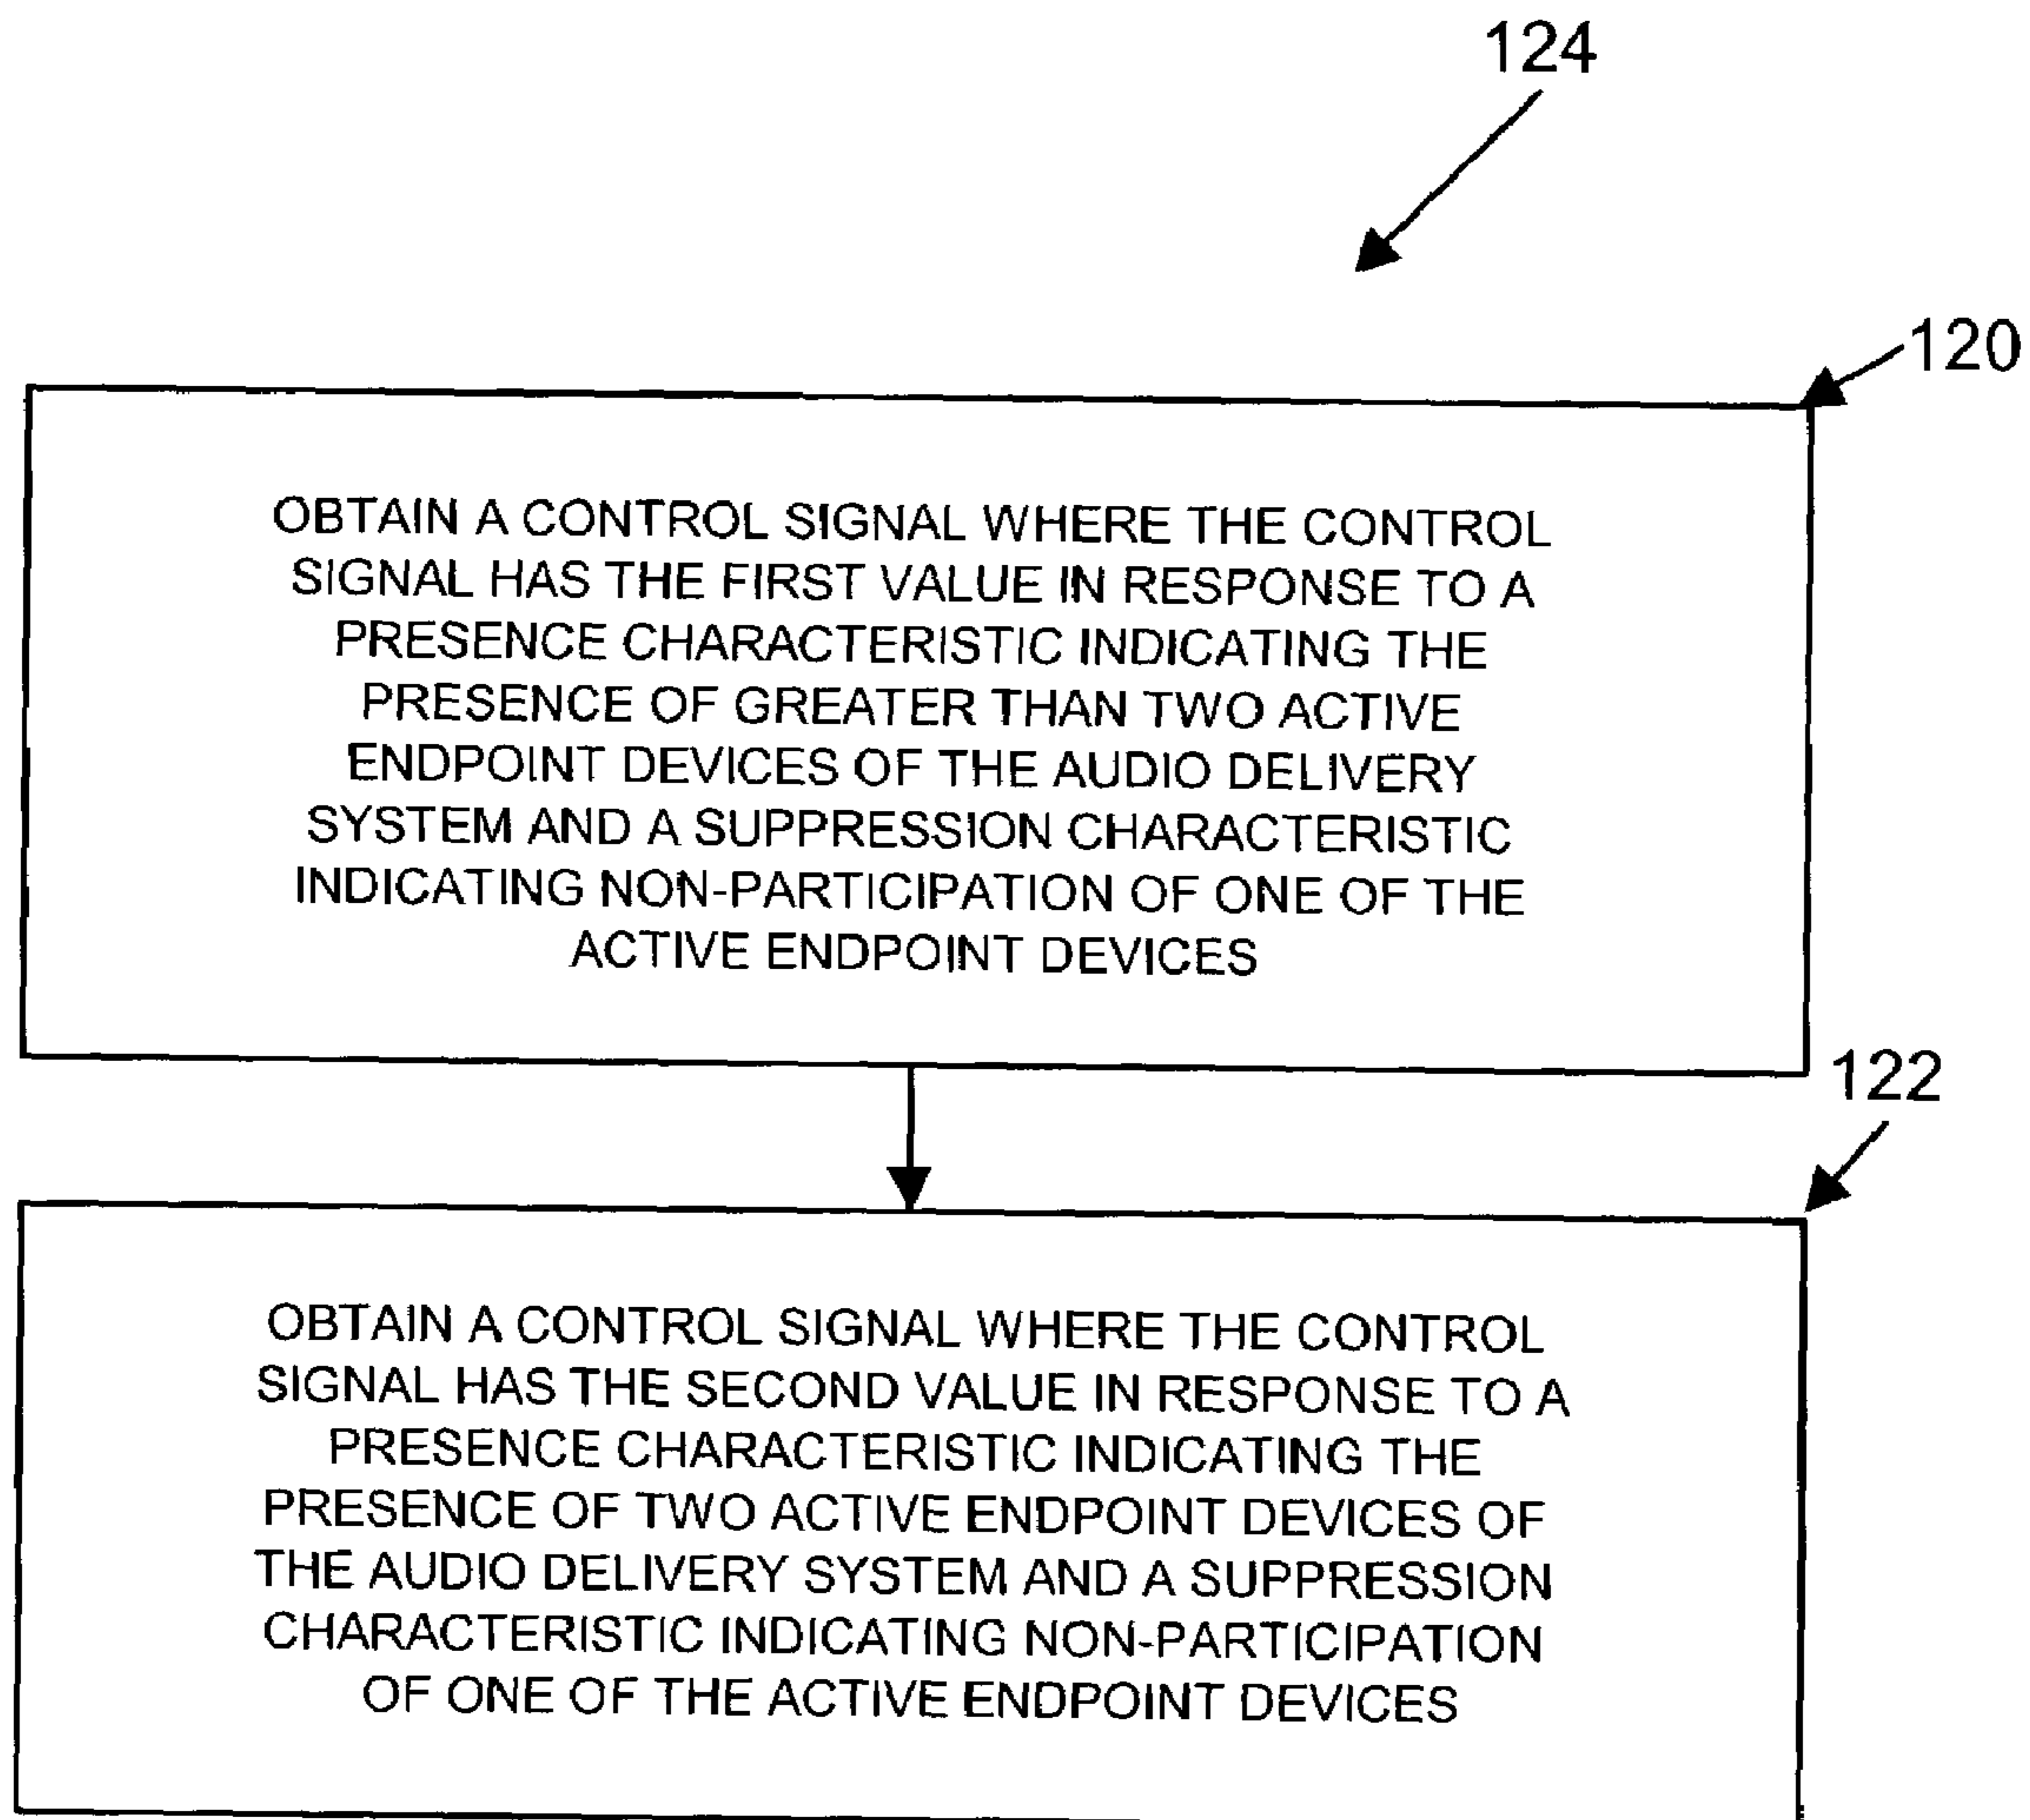 124
120
OBTAIN A CONTROL SIGNAL WHERE THE CONTROL
SIGNAL HAS THE FIRST VALUE IN RESPONSE TO A
PRESENCE CHARACTERISTIC INDICATING THE
PRESENCE OF GREATER THAN TWO ACTIVE
ENDPOINT DEVICES OF THE AUDIO DELIVERY
SYSTEM AND A SUPPRESSION CHARACTERISTIC
INDICATING NON-PARTICIPATION OF ONE OF THE
ACTIVE ENDPOINT DEVICES
122
OBTAIN A CONTROL SIGNAL WHERE THE CONTROL
SIGNAL HAS THE SECOND VALUE IN RESPONSE TO A
PRESENCE CHARACTERISTIC INDICATING THE
PRESENCE OF TWO ACTIVE ENDPOINT DEVICES OF
THE AUDIO DELIVERY SYSTEM AND A SUPPRESSION
CHARACTERISTIC INDICATING NON-PARTICIPATION
OF ONE OF THE ACTIVE ENDPOINT DEVICES